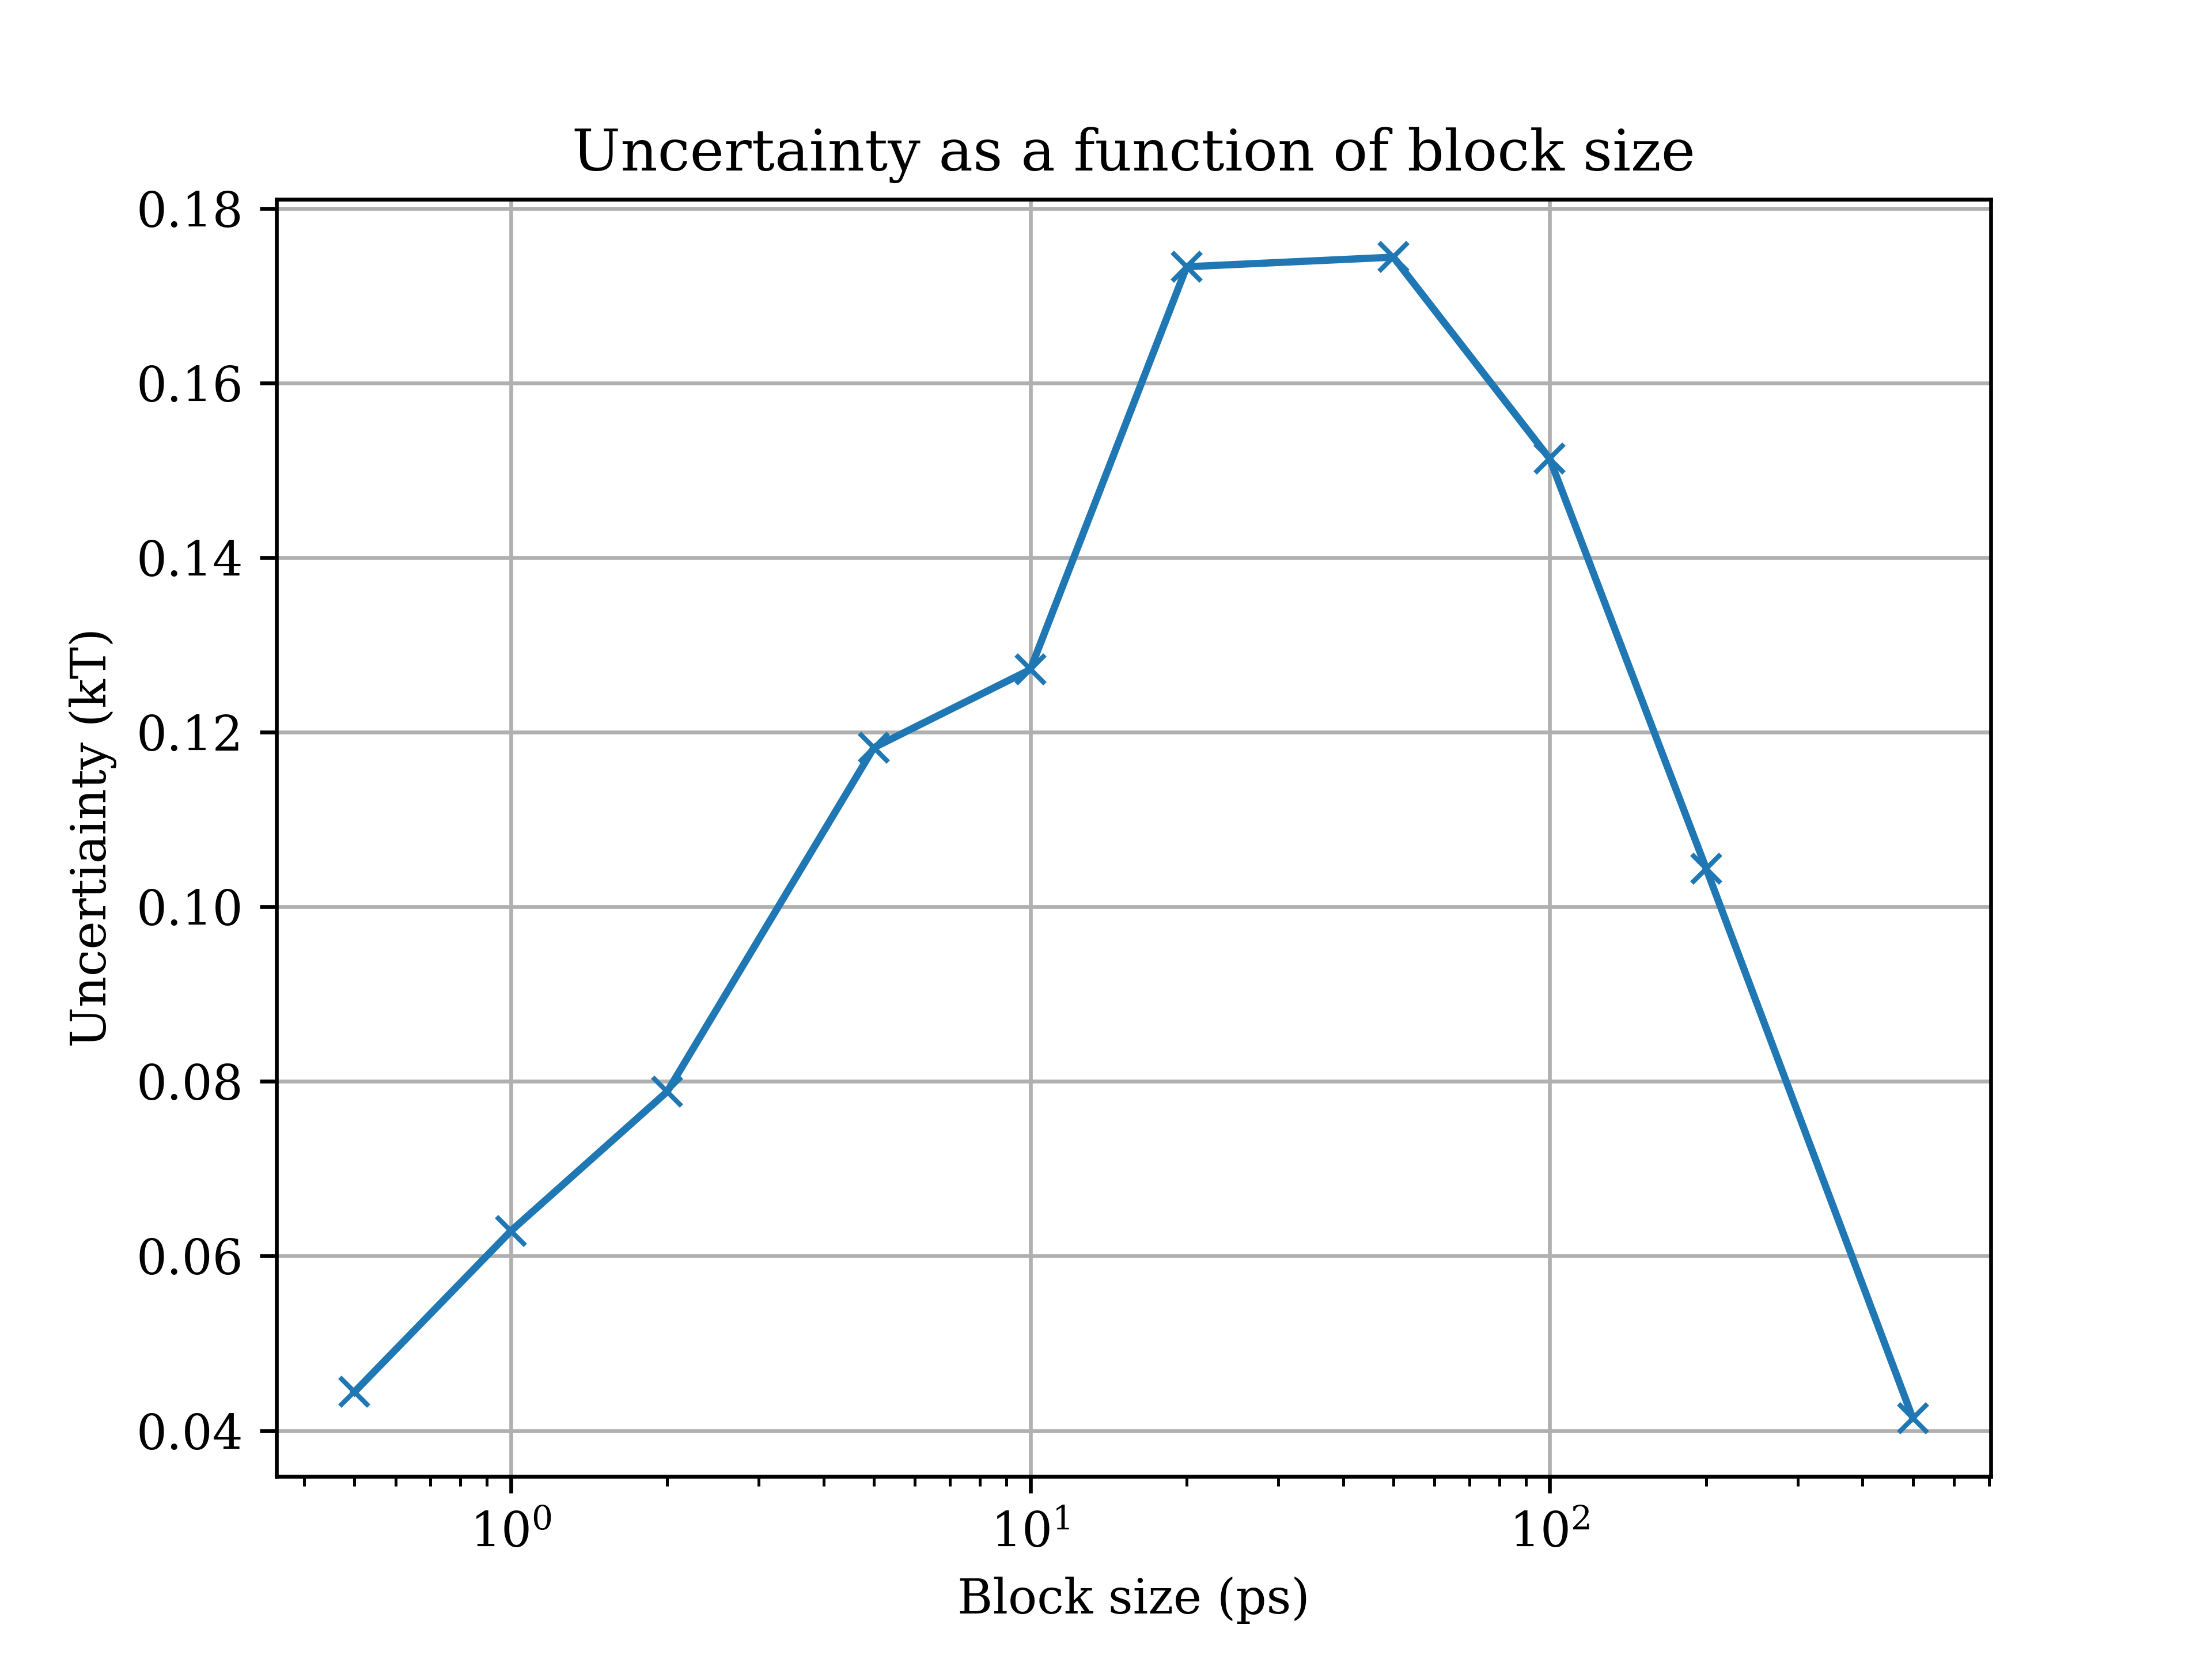 Uncertainty as a function of block size
0.18
0.16
0.14
0.12
0.10
0.08
0.06
0.04
Uncertiainty (kT)
10⁰ 10¹ 10²
Block size (ps)